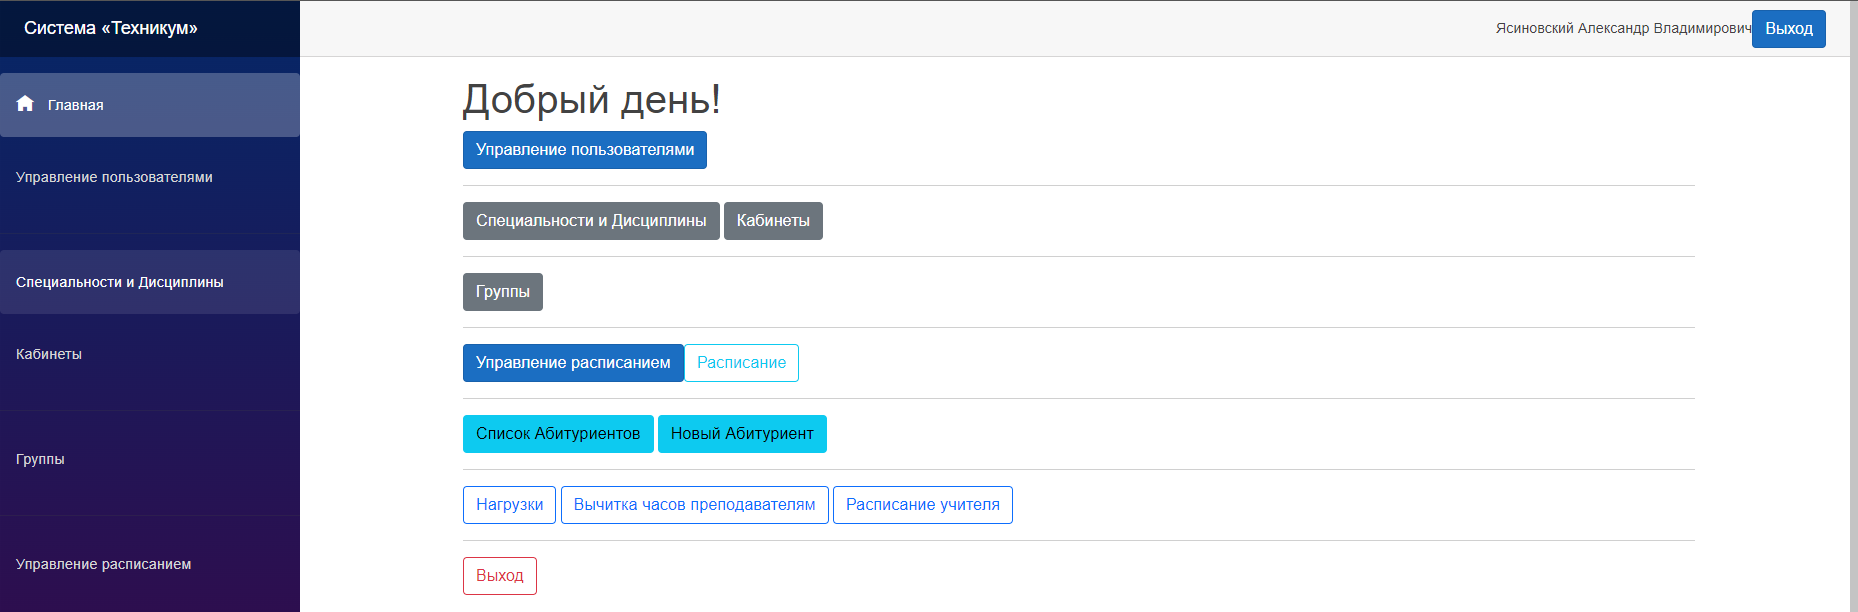 Система «Техникум»
Ясиновский Александр Владимирович Выход
Главная
Управление пользователями
Специальности и Дисциплины
Кабинеты
Группы
Управление расписанием
Добрый день!
Управление пользователями
Специальности и Дисциплины Кабинеты
Группы
Управление расписанием Расписание
Список Абитуриентов Новый Абитуриент
Нагрузки Вычитка часов преподавателям Расписание учителя
Выход